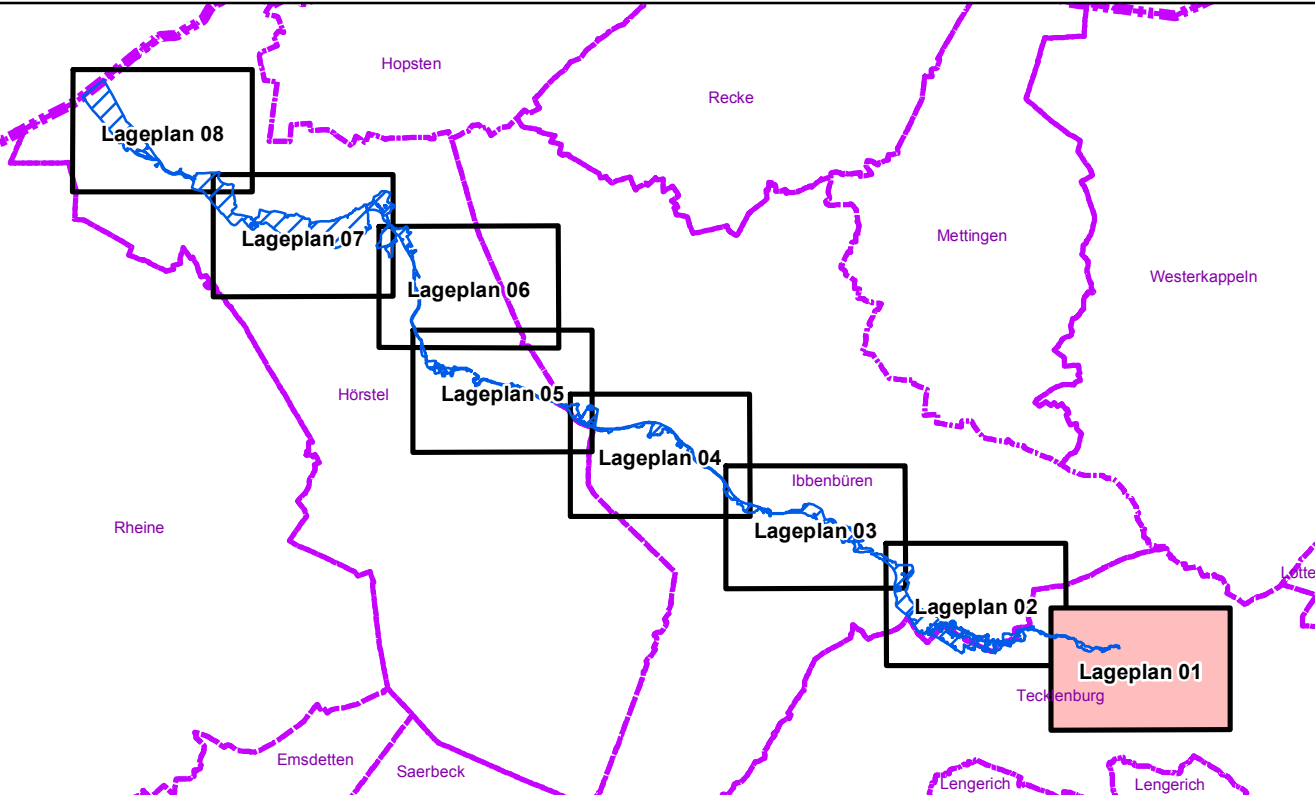 Hopsten
Recke
Lageplan 08
Mettingen
Lageplan 07
Westerkappeln
Lageplan 06
Hörstel
Lageplan 05
Lageplan 04
Ibbenbüren
Rheine
Lageplan 03
Lotte
Lageplan 02
Lageplan 01
Tecklenburg
Emsdetten
Saerbeck
Lengerich
Lengerich